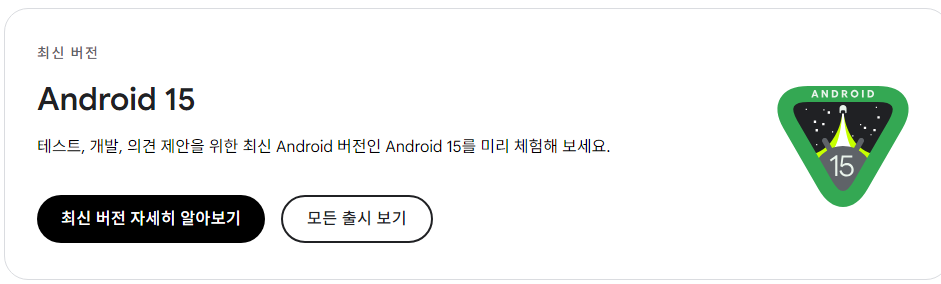 최신 버전
Android 15
테스트, 개발, 의견 제안을 위한 최신 Android 버전인 Android 15를 미리 체험해 보세요.
최신 버전 자세히 알아보기
모든 출시 보기
ANDROID
15